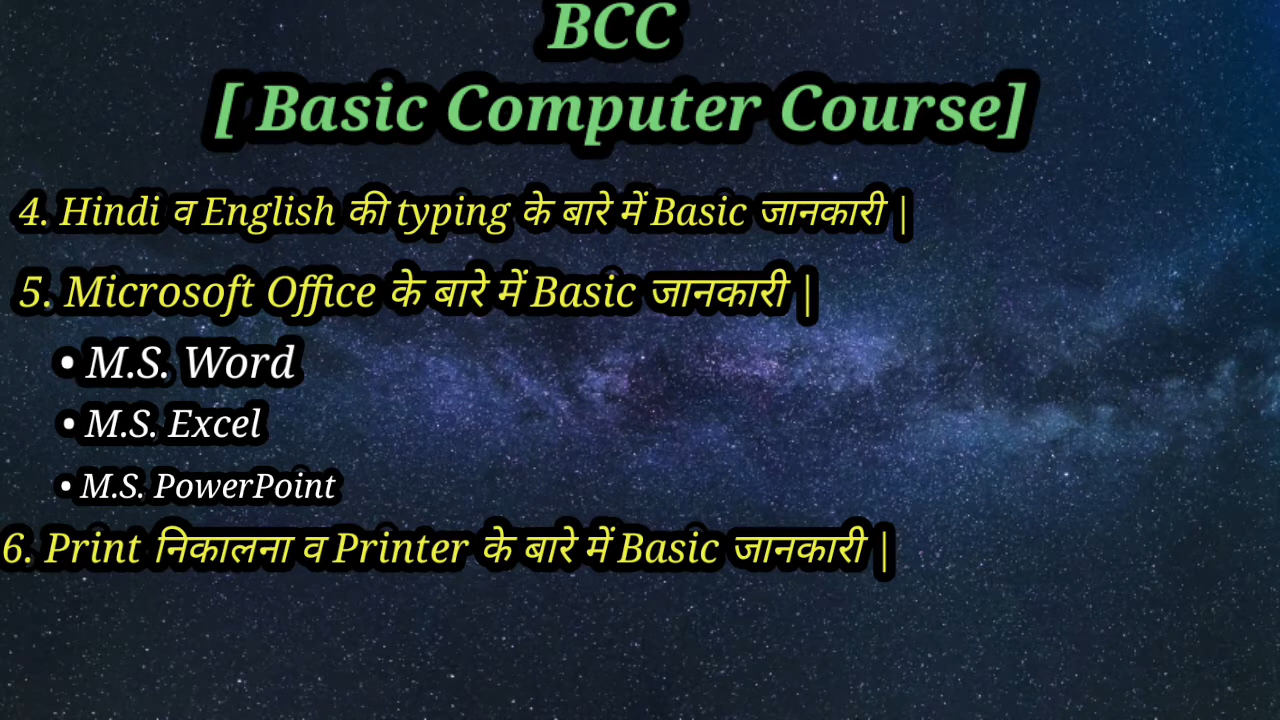 BCC
[ Basic Computer Course]
4. Hindi व English की typing के बारे में Basic जानकारी |
5. Microsoft Office के बारे में Basic जानकारी |
• M.S. Word
• M.S. Excel
• M.S. PowerPoint
6. Print निकालना व Printer के बारे में Basic जानकारी |